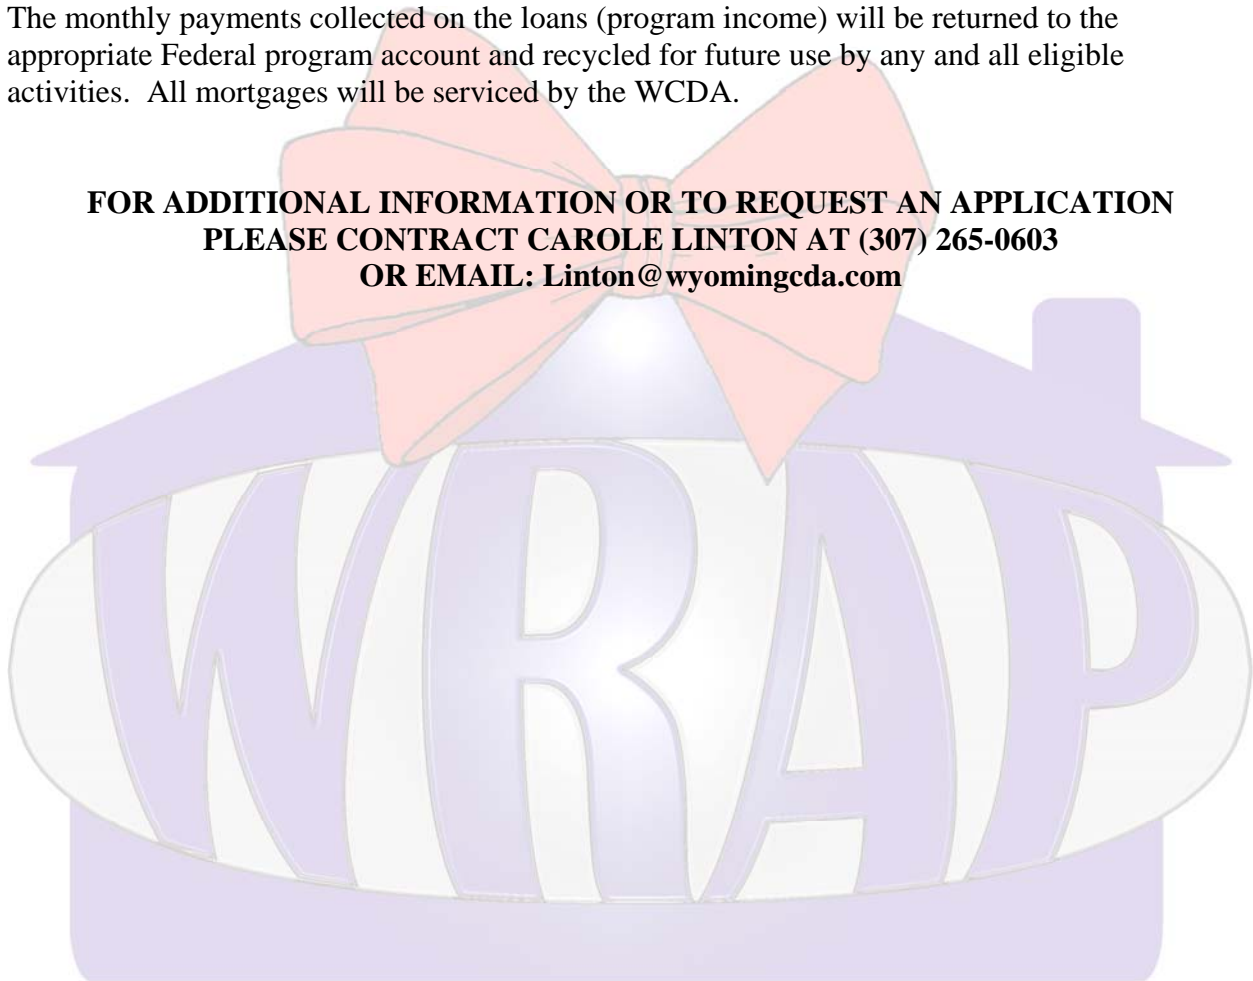 The monthly payments collected on the loans (program income) will be returned to the
appropriate Federal program account and recycled for future use by any and all eligible
activities.  All mortgages will be serviced by the WCDA.
FOR ADDITIONAL INFORMATION OR TO REQUEST AN APPLICATION
PLEASE CONTRACT CAROLE LINTON AT (307) 265-0603
OR EMAIL: Linton@wyomingcda.com
WRAP